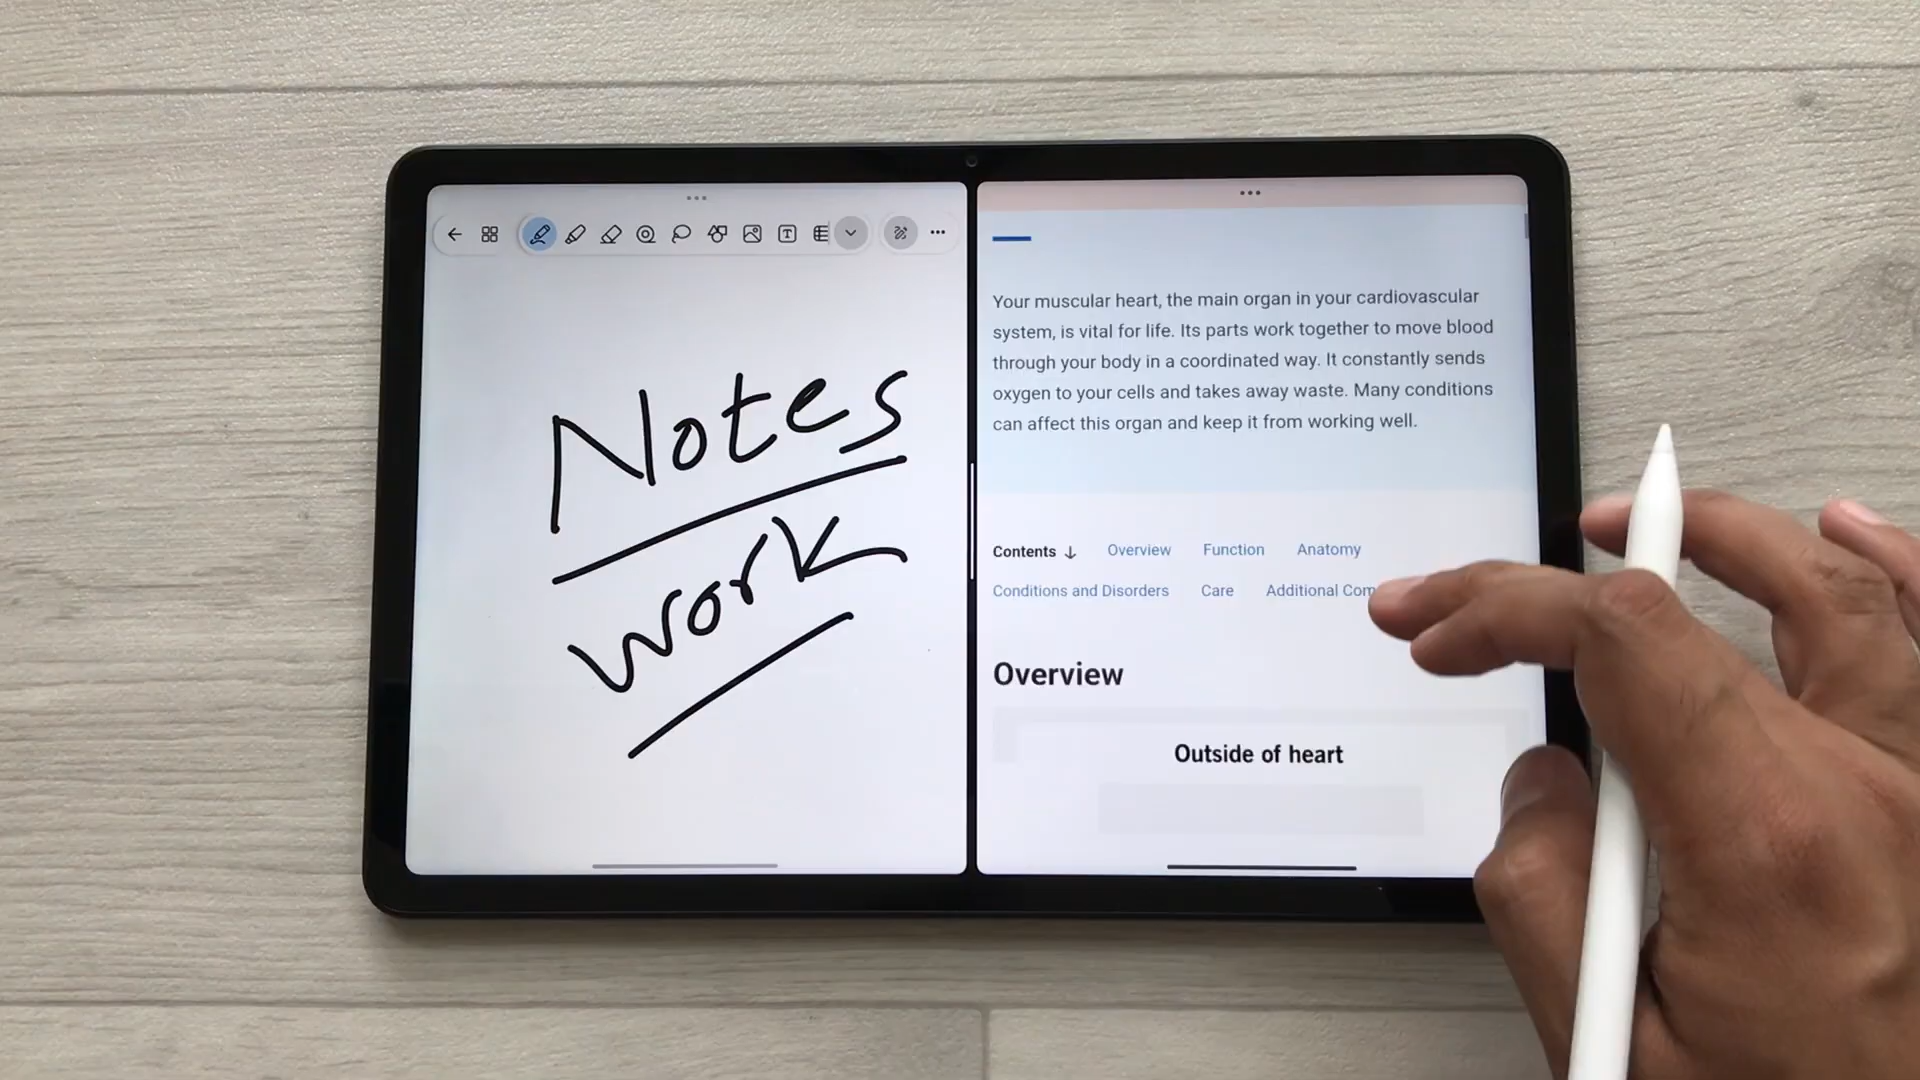 Notes
work
Your muscular heart, the main organ in your cardiovascular
system, is vital for life. Its parts work together to move blood
through your body in a coordinated way. It constantly sends
oxygen to your cells and takes away waste. Many conditions
can affect this organ and keep it from working well.
Contents ↓ Overview Function Anatomy
Conditions and Disorders Care Additional Com
Overview
Outside of heart